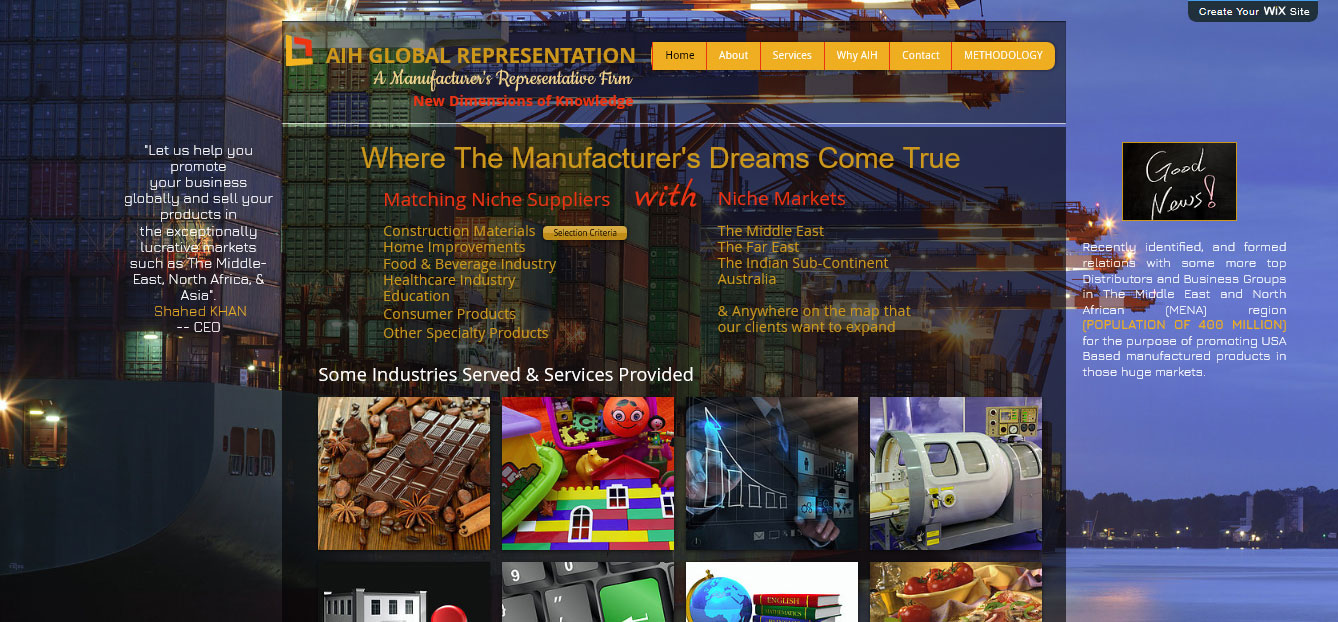 Create Your WiX Site
AIH GLOBAL REPRESENTATION
A Manufacturer's Representative Firm
New Dimensions of Knowledge
Home
About
Services
Why AIH
Contact
METHODOLOGY
"Let us help you
promote
your business
globally and sell your
products in
the exceptionally
lucrative markets
such as The Middle-
East, North Africa, &
Asia".
Shahed KHAN
-- CEO
Where The Manufacturer's Dreams Come True
Matching Niche Suppliers
with
Niche Markets
Construction Materials
Selection Criteria
Home Improvements
Food & Beverage Industry
Healthcare Industry
Education
Consumer Products
Other Specialty Products
The Middle East
The Far East
The Indian Sub-Continent
Australia
& Anywhere on the map that
our clients want to expand
Good
News!
Recently identified, and formed
relations with some more top
Distributors and Business Groups
in The Middle East and North
African (MENA) region
(POPULATION OF 400 MILLION)
for the purpose of promoting USA
Based manufactured products in
those huge markets.
Some Industries Served & Services Provided
9
0
ENGLISH
MATHEMATICS